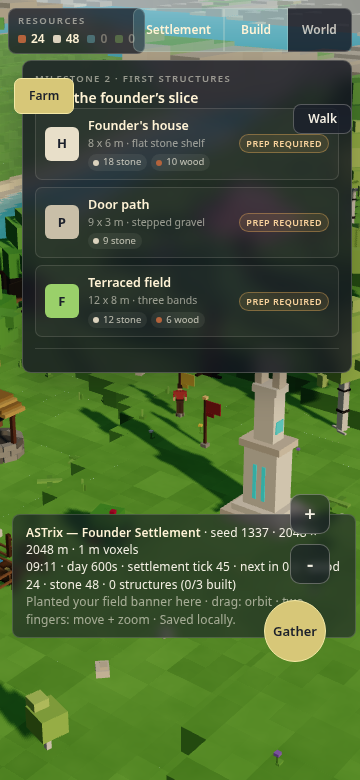 RESOURCES
24 48 0 0
Settlement
Build
World
MILESTONE 2 · FIRST STRUCTURES
Farm
the founder's slice
Walk
H
Founder's house
8 x 6 m · flat stone shelf
18 stone 10 wood
PREP REQUIRED
P
Door path
9 x 3 m · stepped gravel
9 stone
PREP REQUIRED
F
Terraced field
12 x 8 m · three bands
12 stone 6 wood
PREP REQUIRED
+
ASTrix — Founder Settlement · seed 1337 · 2048 ×
2048 m · 1 m voxels
-
09:11 · day 600s · settlement tick 45 · next in 0
24 · stone 48 · 0 structures (0/3 built)
Planted your field banner here · drag: orbit · two
fingers: move + zoom · Saved locally.
Gather